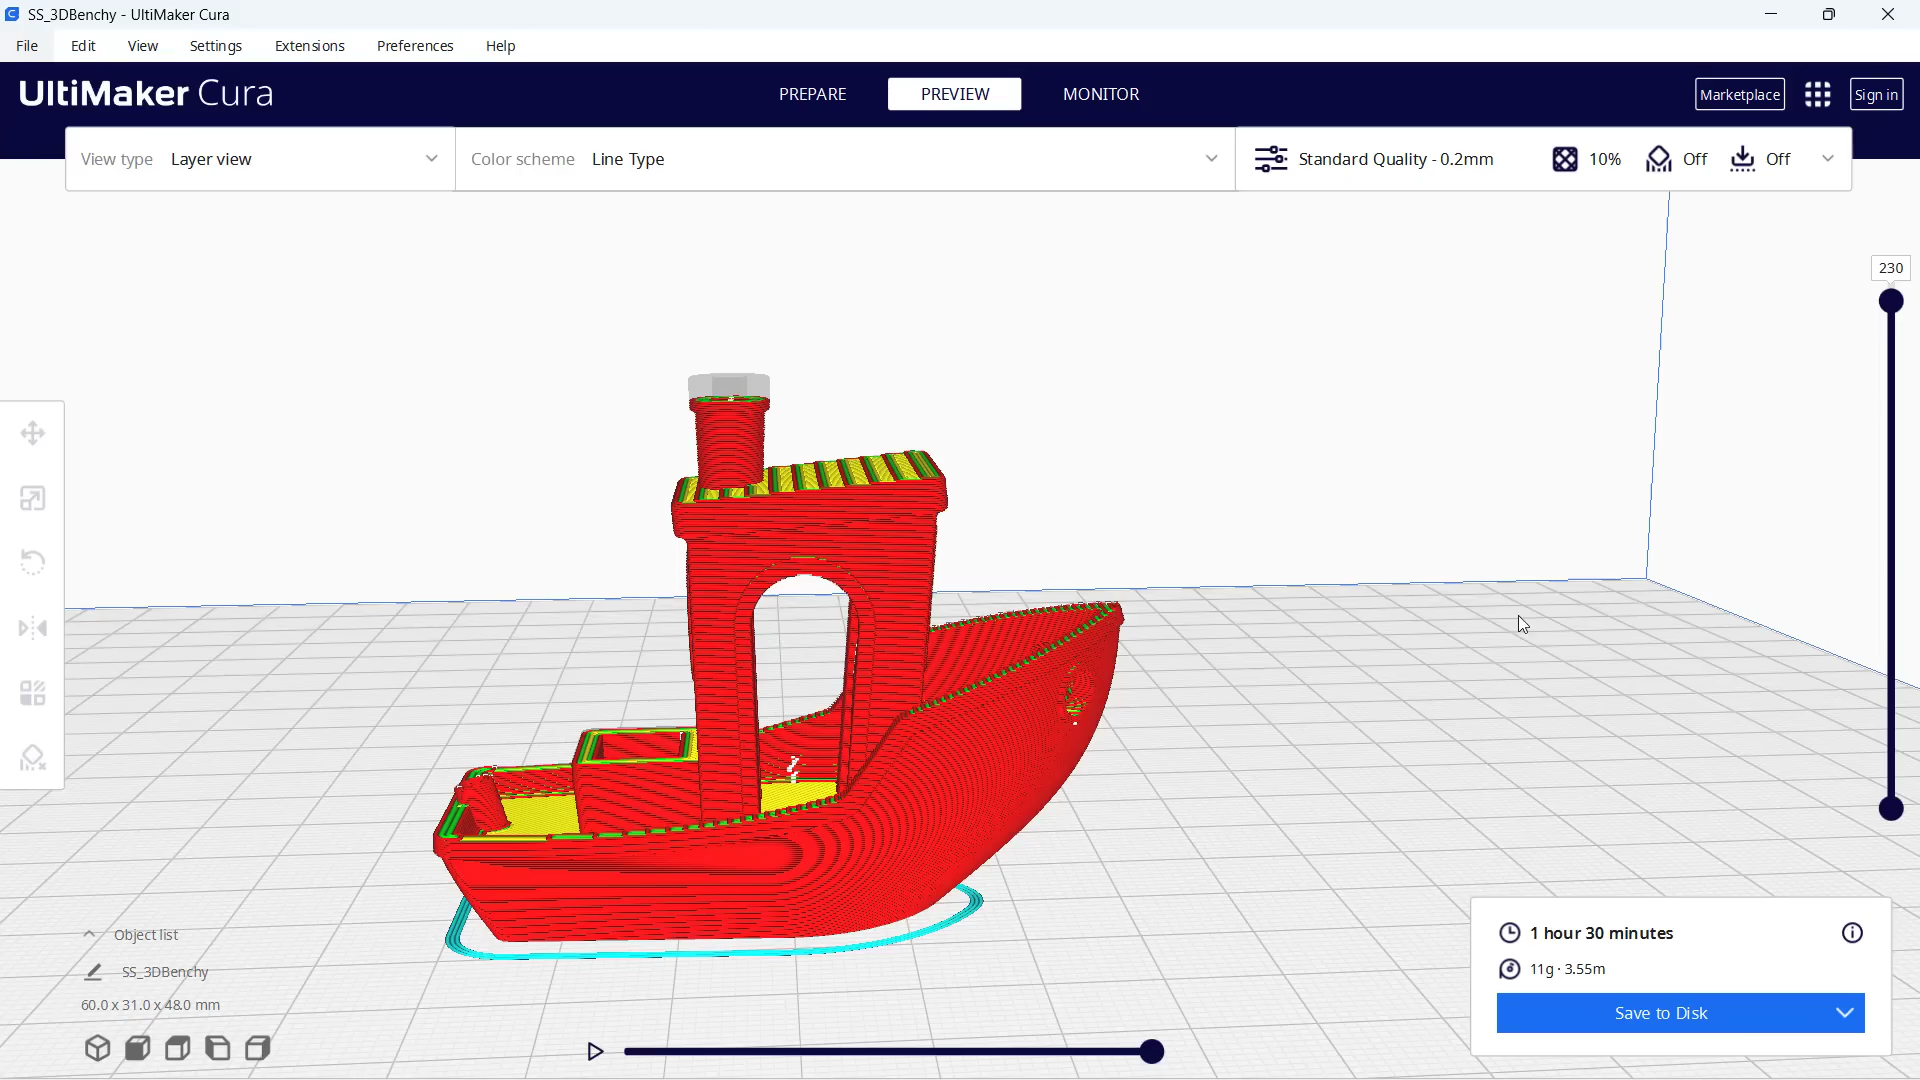 SS_3DBenchy - UltiMaker Cura
File Edit View Settings Extensions Preferences Help
UltiMaker Cura
PREPARE PREVIEW MONITOR
Marketplace
Sign in
View type Layer view
Color scheme Line Type
Standard Quality - 0.2mm
10%
Off
Off
230
Object list
SS_3DBenchy
60.0 x 31.0 x 48.0 mm
1 hour 30 minutes
11g · 3.55m
Save to Disk